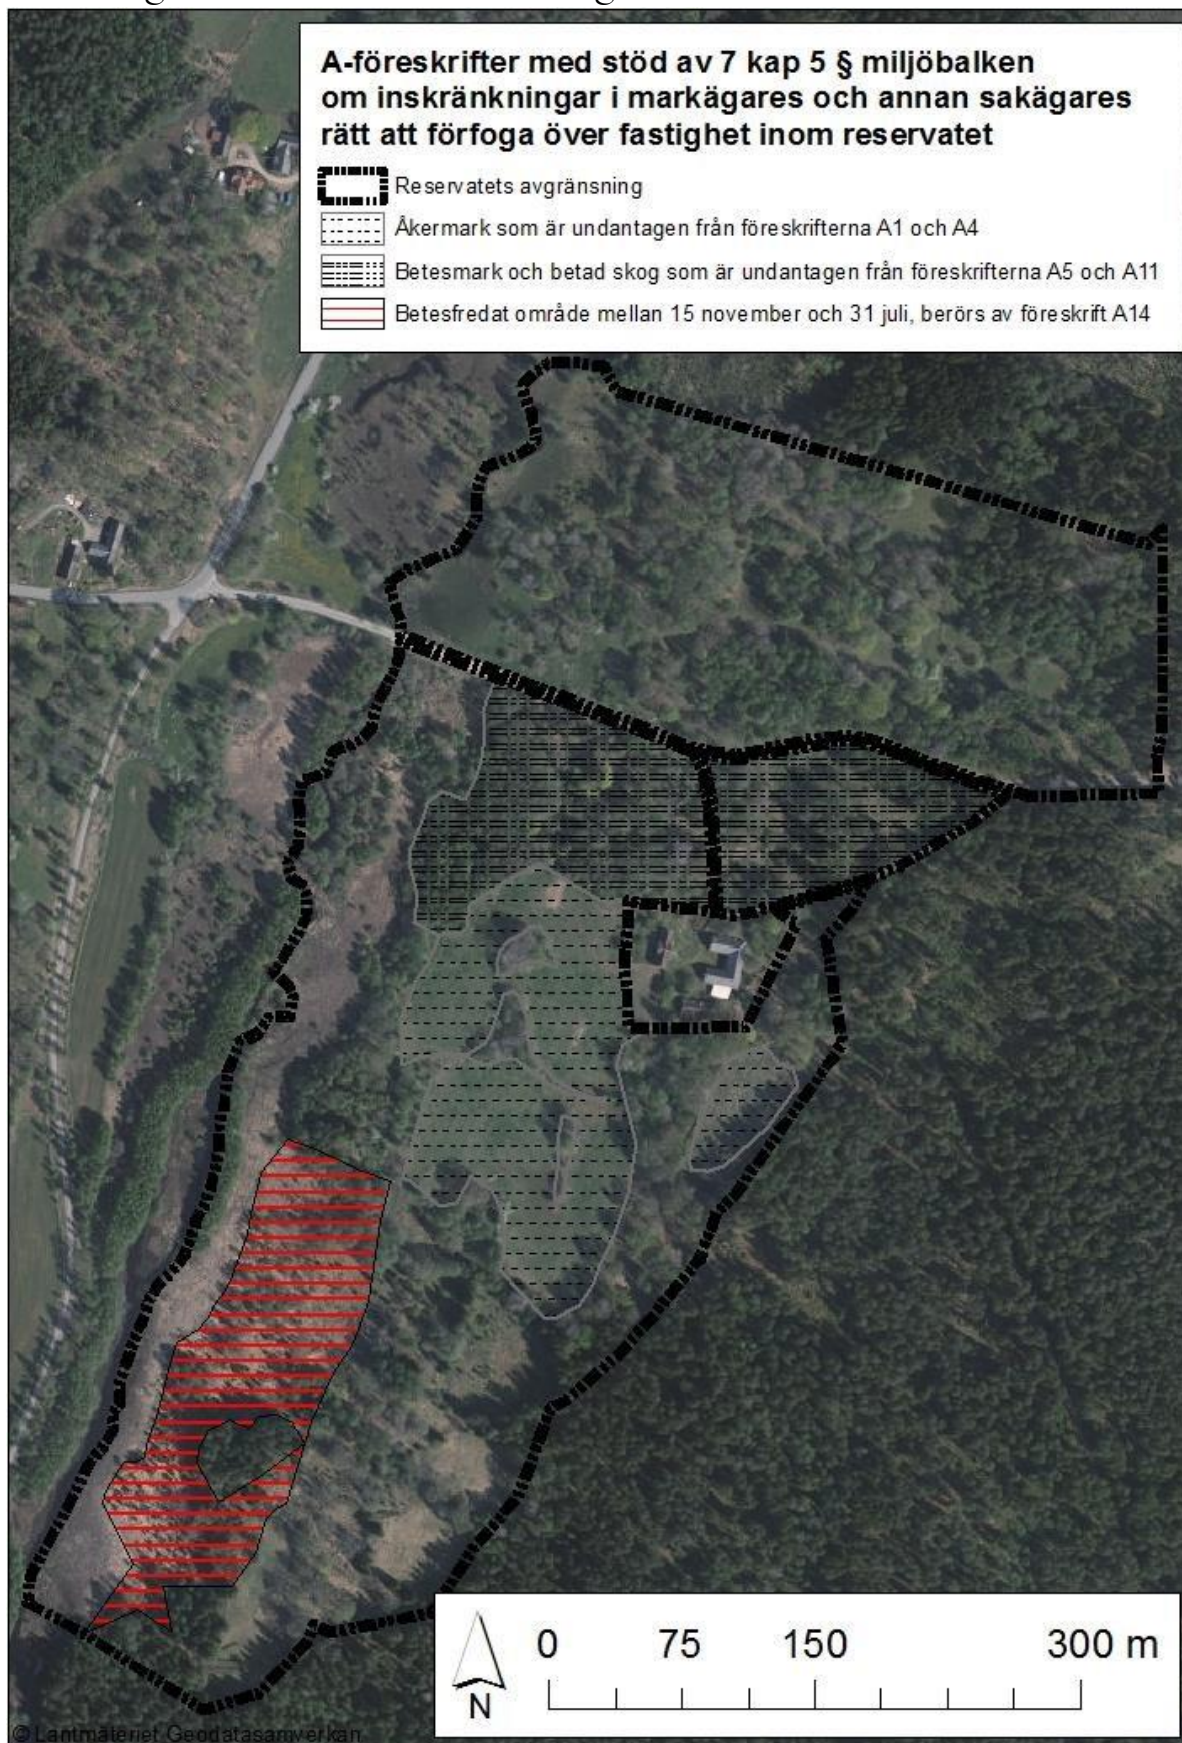 A-föreskrifter med stöd av 7 kap 5 § miljöbalken
om inskränkningar i markägares och annan sakägares
rätt att förfoga över fastighet inom reservatet
Reservatets avgränsning
Åkermark som är undantagen från föreskrifterna A1 och A4
Betesmark och betad skog som är undantagen från föreskrifterna A5 och A11
Betesfredat område mellan 15 november och 31 juli, berörs av föreskrift A14
0 75 150 300 m
N
© Lantmäteriet Geodatasamverkan